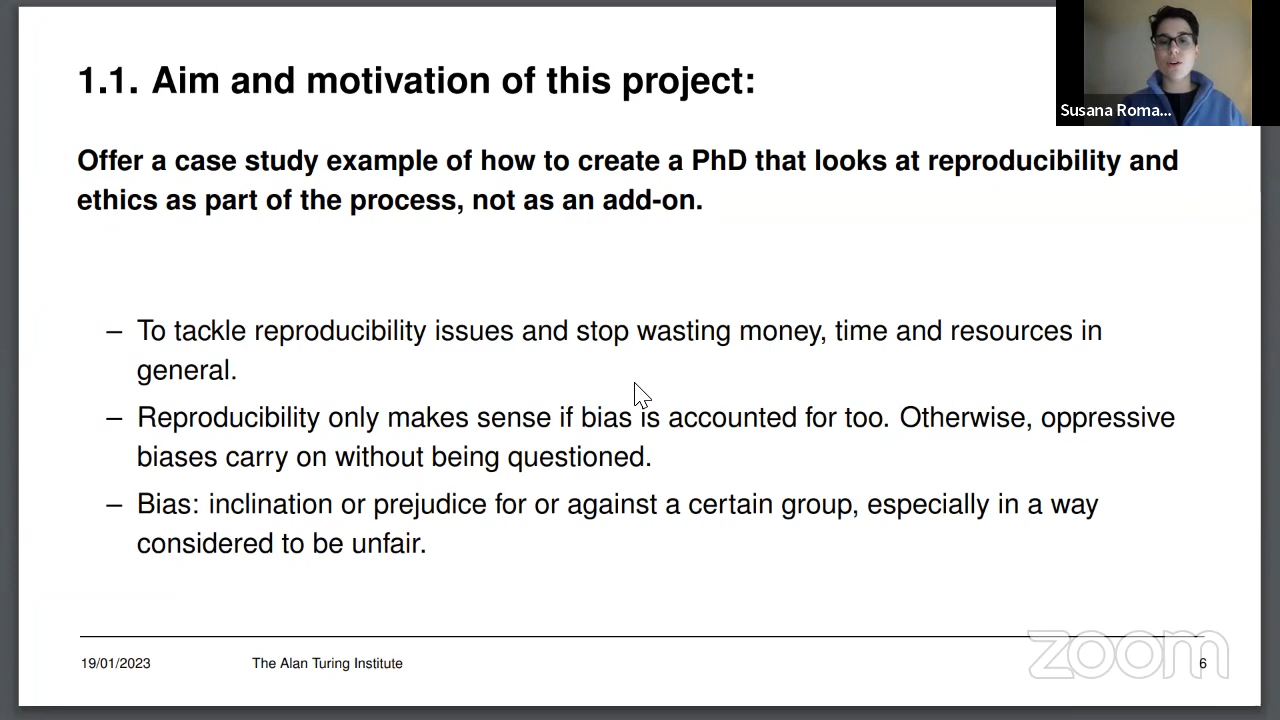 1.1. Aim and motivation of this project:
Susana Roma...
Offer a case study example of how to create a PhD that looks at reproducibility and
ethics as part of the process, not as an add-on.
– To tackle reproducibility issues and stop wasting money, time and resources in
general.
– Reproducibility only makes sense if bias is accounted for too. Otherwise, oppressive
biases carry on without being questioned.
– Bias: inclination or prejudice for or against a certain group, especially in a way
considered to be unfair.
19/01/2023 The Alan Turing Institute 6
zoom